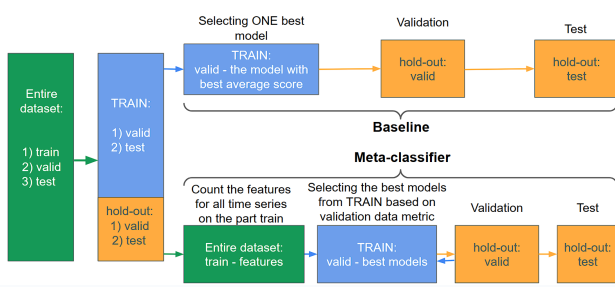 Selecting ONE best
model
Validation
Test
Entire
dataset:
1) train
2) valid
3) test
TRAIN:
1) valid
2) test
hold-out:
1) valid
2) test
TRAIN:
valid - the model with
best average score
hold-out:
valid
hold-out:
test
Baseline
Meta-classifier
Count the features
for all time series
on the part train
Selecting the best models
from TRAIN based on
validation data metric
Validation
Test
Entire dataset:
train - features
TRAIN:
valid - best models
hold-out:
valid
hold-out:
test